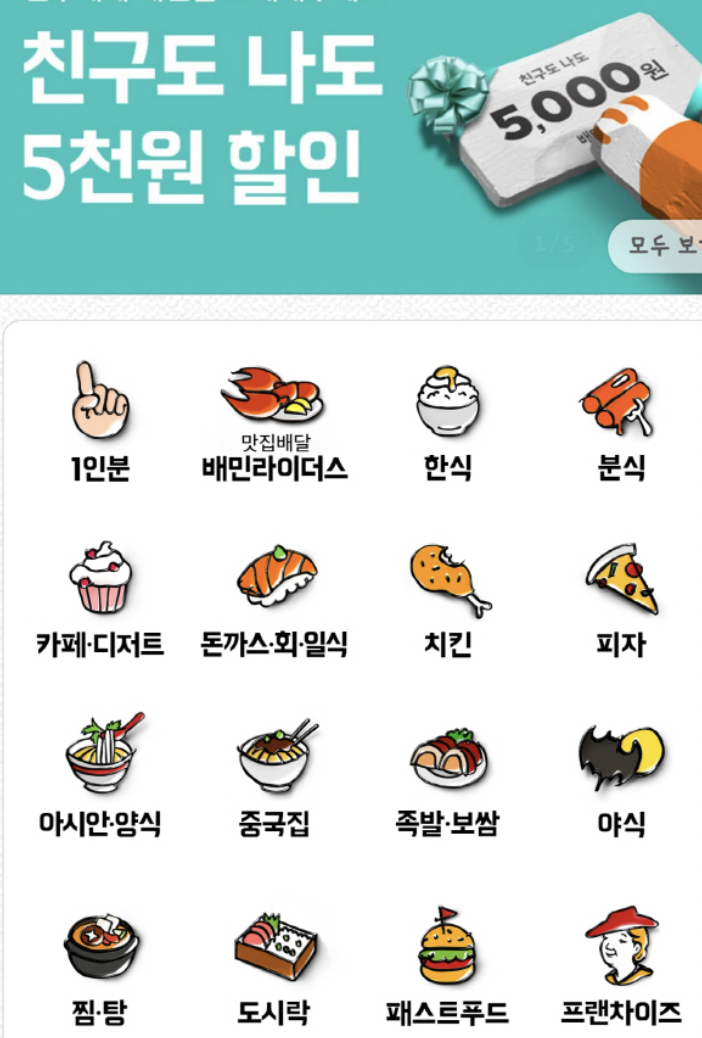 친구도 나도
5천원 할인
친구도 나도
5,000원
1/5
모두 보기
1인분
맛집배달
배민라이더스
한식
분식
카페·디저트
돈까스·회·일식
치킨
피자
아시안·양식
중국집
족발·보쌈
야식
찜·탕
도시락
패스트푸드
프랜차이즈